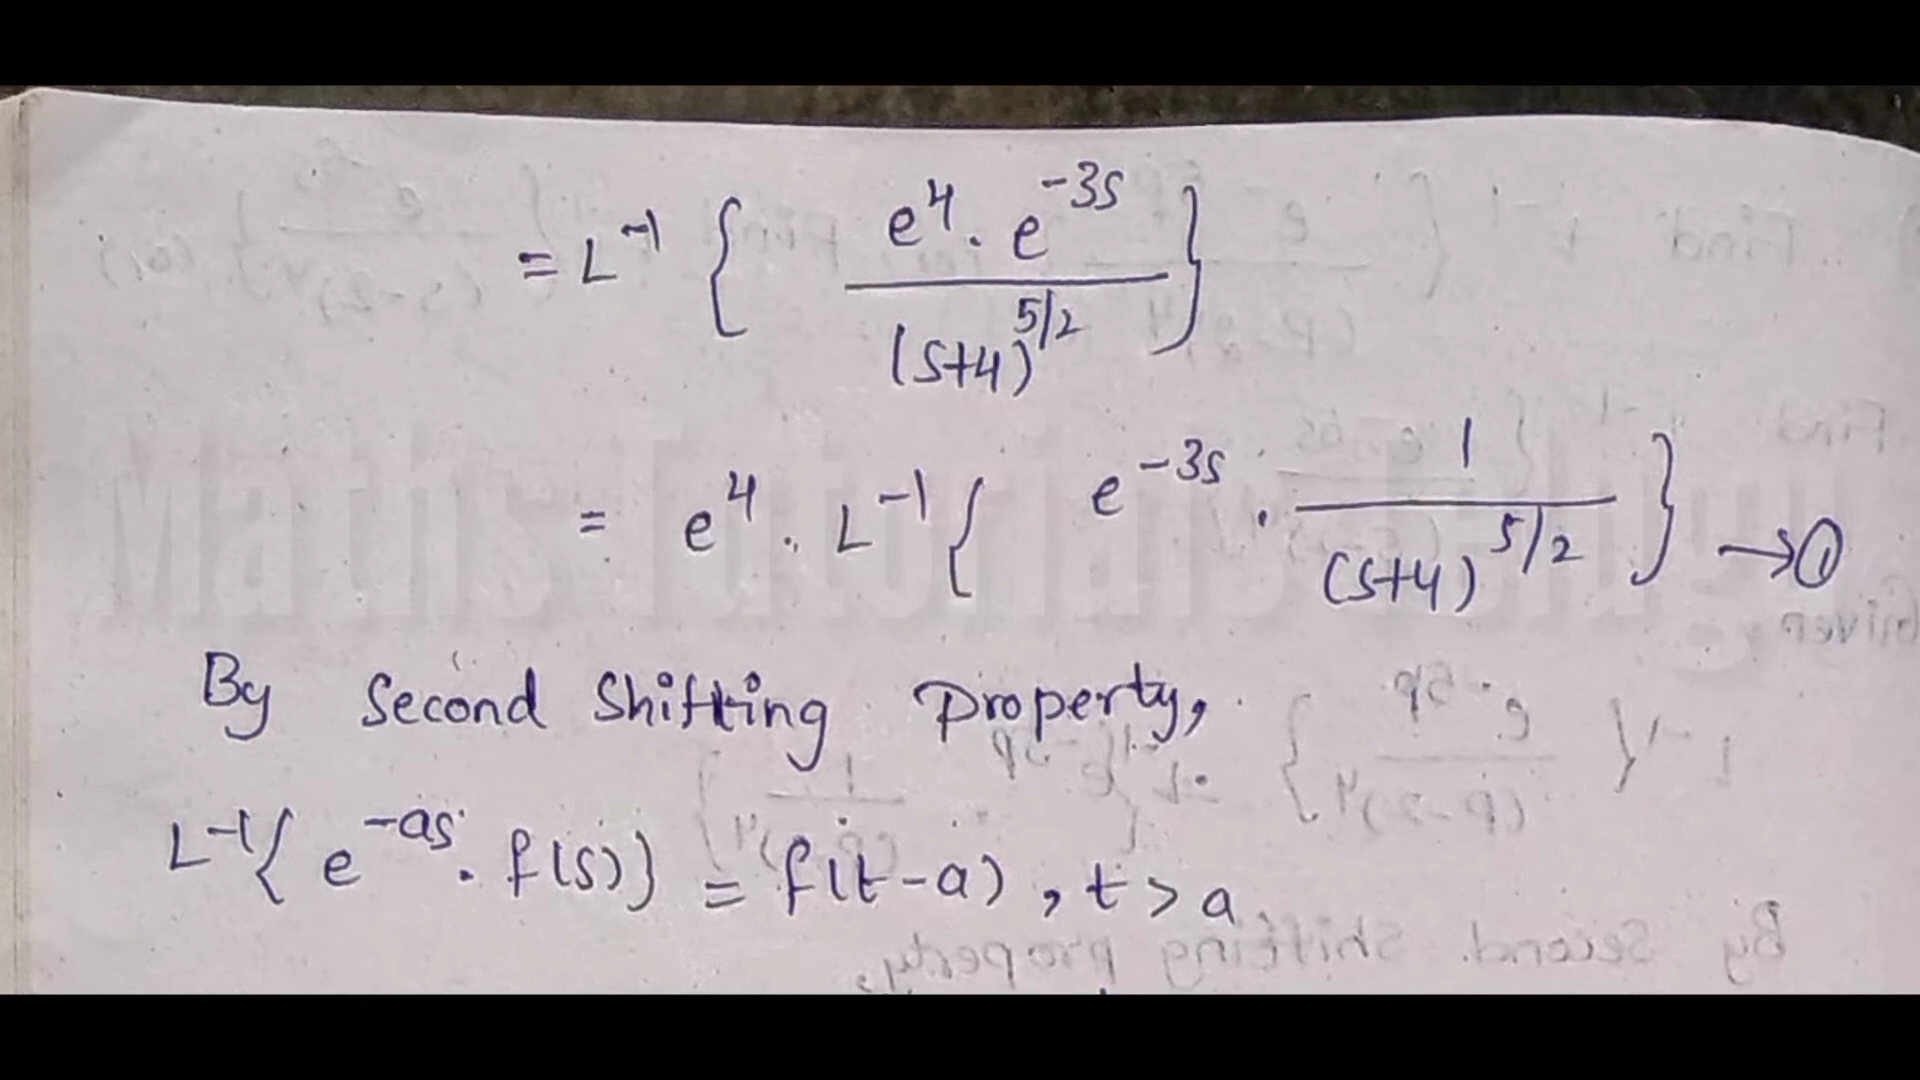 = L⁻¹ { e⁴ · e⁻³ˢ / (s+4)^5/2 }
= e⁴ · L⁻¹ { e⁻³ˢ · 1 / (s+4)^5/2 } → ①
By Second Shifting Property,
L⁻¹{ e⁻ᵃˢ · f(s)} = f(t-a) , t > a